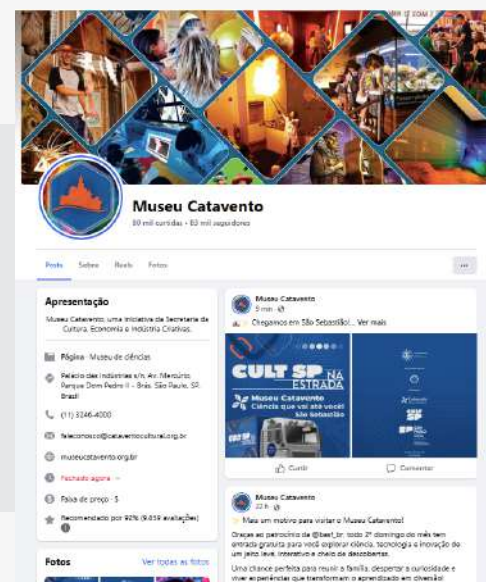 Museu Catavento
80 mil curtidas • 83 mil seguidores
Posts Sobre Reels Fotos
Apresentação
Museu Catavento, uma iniciativa da Secretaria da
Cultura, Economia e Indústria Criativas.
Página · Museu de ciências
Palácio das Indústrias s/n, Av. Mercúrio,
Parque Dom Pedro II - Brás, São Paulo, SP,
Brasil
(11) 3246-4000
faleconosco@cataventocultural.org.br
museucatavento.org.br
Fechado agora
Faixa de preço · $
Recomendado por 92% (9.659 avaliações)
Fotos
Ver todas as fotos
Museu Catavento
9 min
Chegamos em São Sebastião!... Ver mais
CULT SP NA
ESTRADA
Museu Catavento
Ciência que vai até você!
São Sebastião
CULT
SP
Curtir
Comentar
Museu Catavento
22 h
Mais um motivo para visitar o Museu Catavento!
Graças ao patrocínio da @basf_br, todo 2º domingo do mês tem
entrada gratuita para você explorar ciência, tecnologia e inovação de
um jeito leve, interativo e cheio de descobertas.
Uma chance perfeita para reunir a família, despertar a curiosidade e
viver experiências que transformam o aprendizado em diversão!